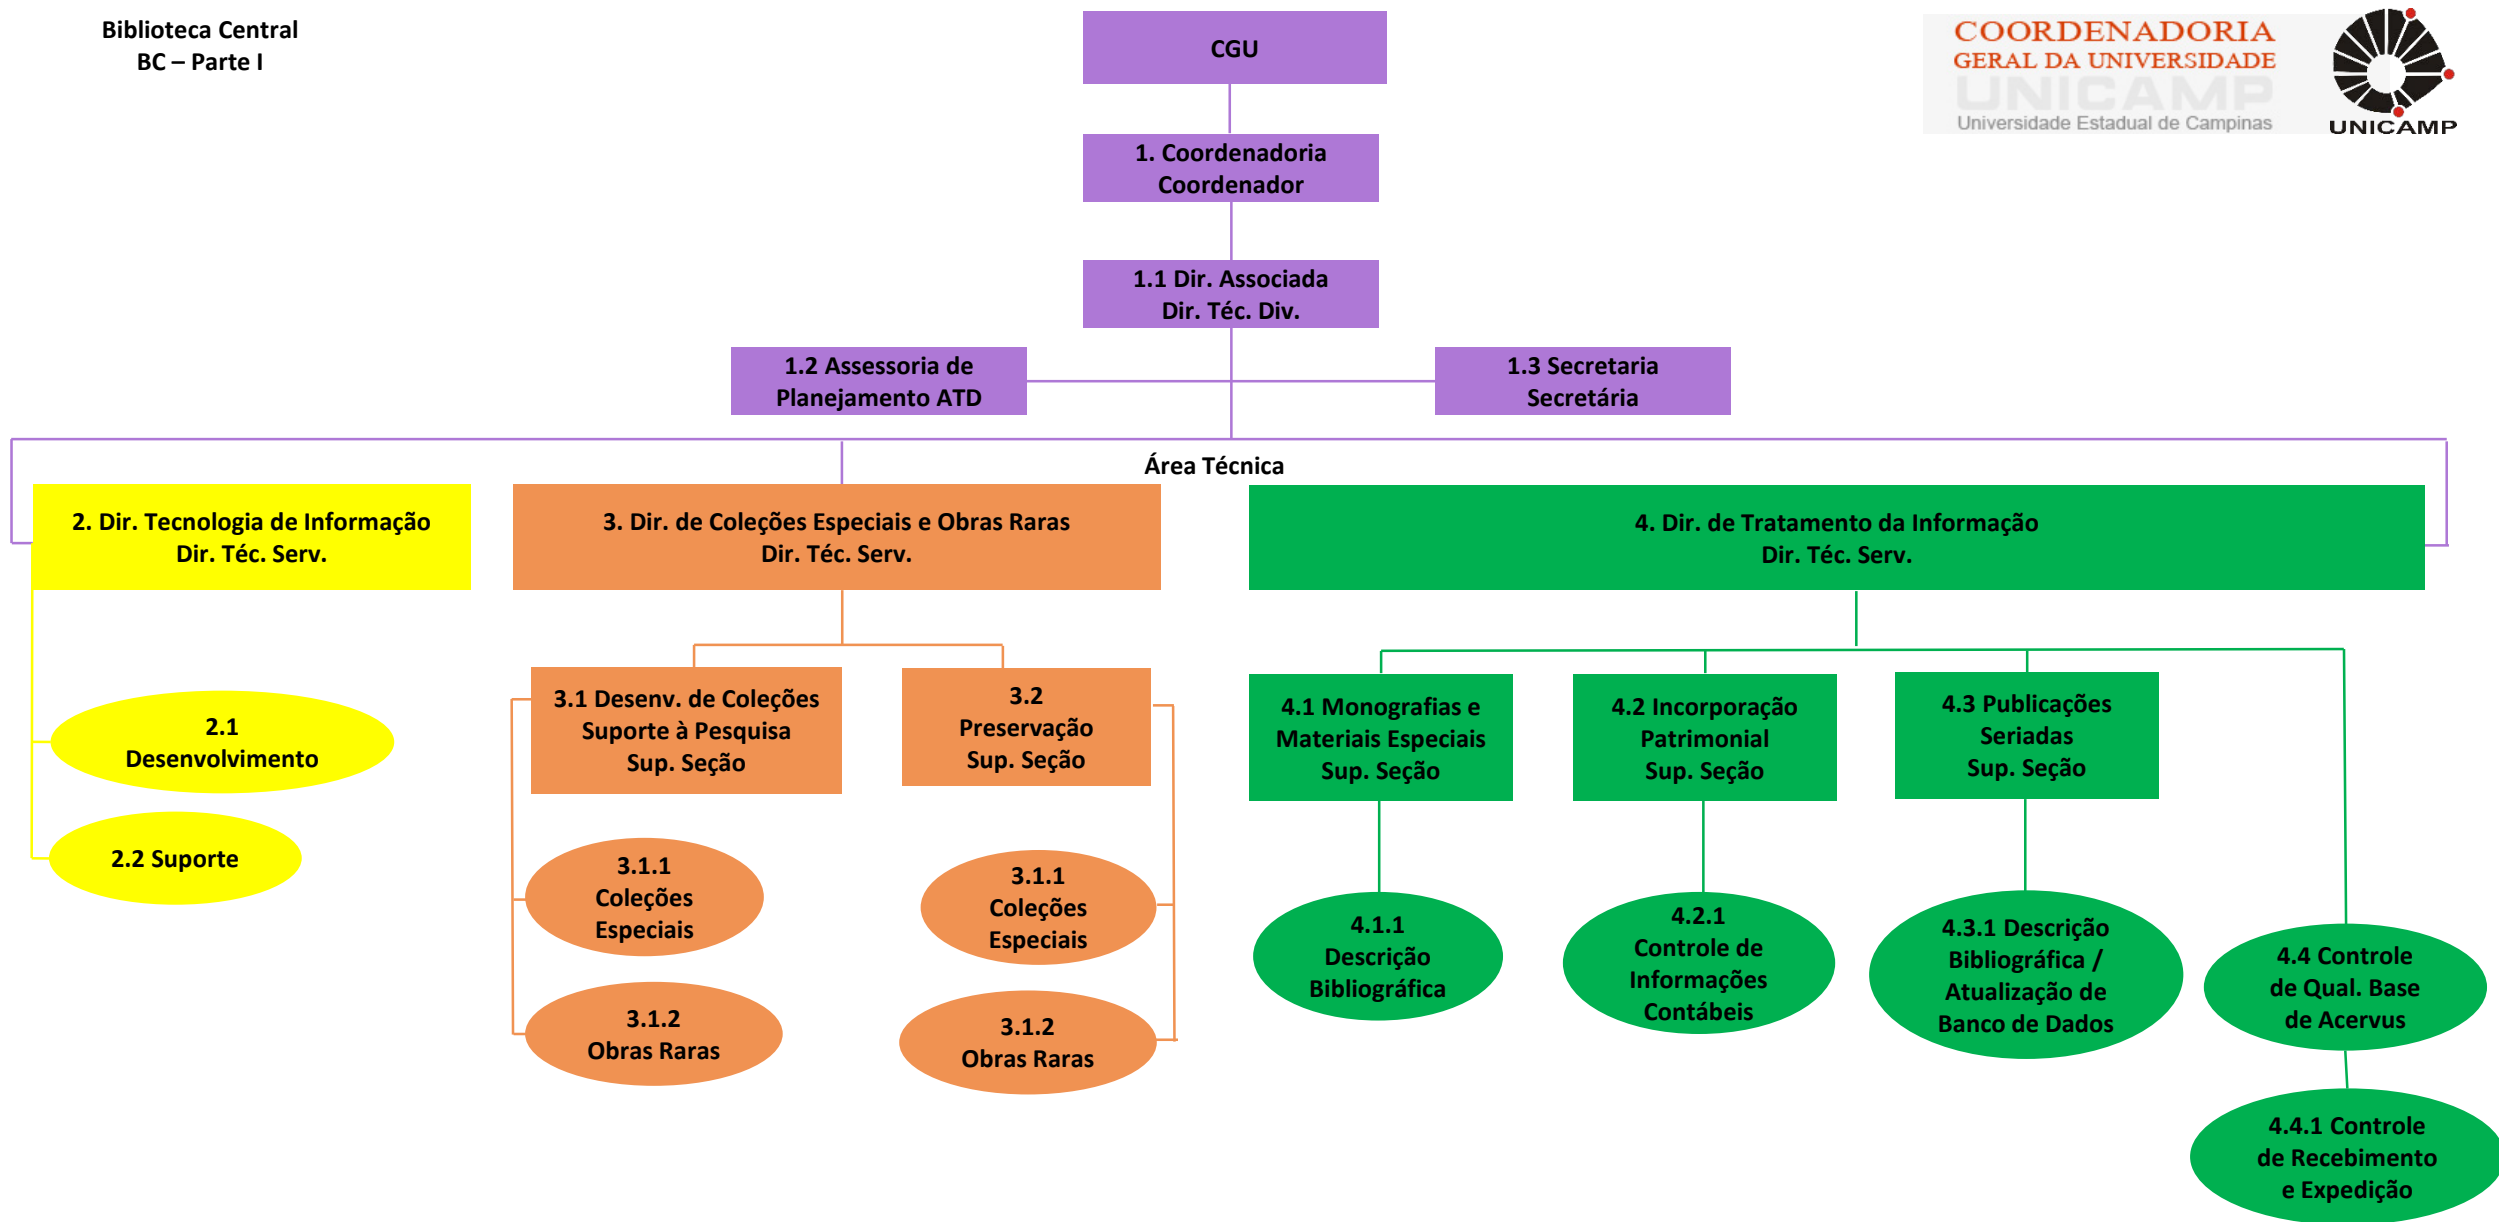 Biblioteca Central
BC – Parte I
CGU
COORDENADORIA
GERAL DA UNIVERSIDADE
UNICAMP
Universidade Estadual de Campinas
UNICAMP
1. Coordenadoria
Coordenador
1.1 Dir. Associada
Dir. Téc. Div.
1.2 Assessoria de
Planejamento ATD
1.3 Secretaria
Secretária
Área Técnica
2. Dir. Tecnologia de Informação
Dir. Téc. Serv.
3. Dir. de Coleções Especiais e Obras Raras
Dir. Téc. Serv.
4. Dir. de Tratamento da Informação
Dir. Téc. Serv.
2.1
Desenvolvimento
2.2 Suporte
3.1 Desenv. de Coleções
Suporte à Pesquisa
Sup. Seção
3.2
Preservação
Sup. Seção
3.1.1
Coleções
Especiais
3.1.2
Obras Raras
3.1.1
Coleções
Especiais
3.1.2
Obras Raras
4.1 Monografias e
Materiais Especiais
Sup. Seção
4.2 Incorporação
Patrimonial
Sup. Seção
4.3 Publicações
Seriadas
Sup. Seção
4.1.1
Descrição
Bibliográfica
4.2.1
Controle de
Informações
Contábeis
4.3.1 Descrição
Bibliográfica /
Atualização de
Banco de Dados
4.4 Controle
de Qual. Base
de Acervus
4.4.1 Controle
de Recebimento
e Expedição